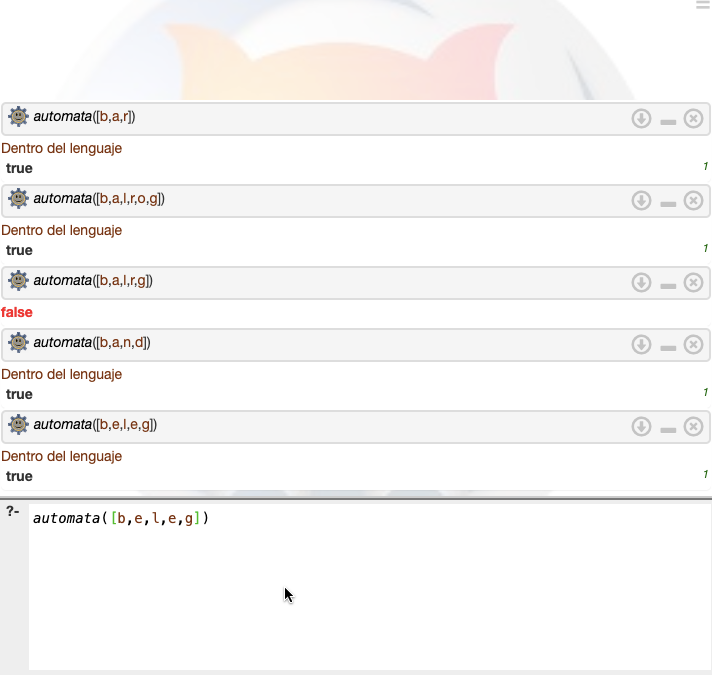 automata([b,a,r])
Dentro del lenguaje
true 1
automata([b,a,l,r,o,g])
Dentro del lenguaje
true 1
automata([b,a,l,r,g])
false
automata([b,a,n,d])
Dentro del lenguaje
true 1
automata([b,e,l,e,g])
Dentro del lenguaje
true 1
?- automata([b,e,l,e,g])